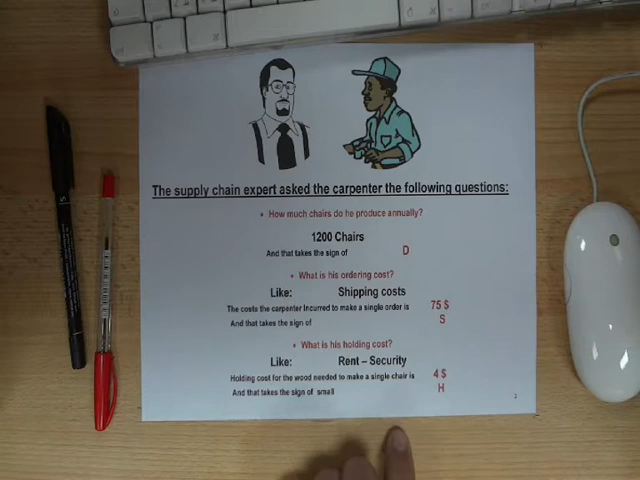 The supply chain expert asked the carpenter the following questions:
• How much chairs do he produce annually?
1200 Chairs
And that takes the sign of D
• What is his ordering cost?
Like: Shipping costs
The costs the carpenter Incurred to make a single order is 75 $
And that takes the sign of S
• What is his holding cost?
Like: Rent – Security
Holding cost for the wood needed to make a single chair is 4 $
And that takes the sign of small H